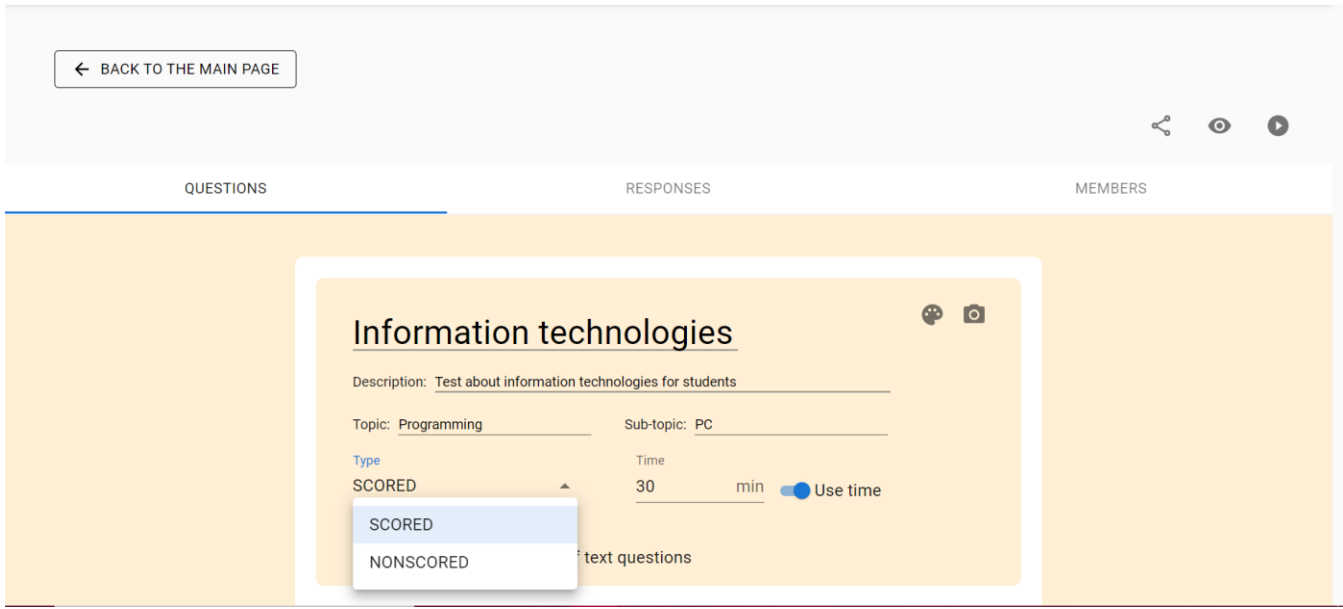 BACK TO THE MAIN PAGE
QUESTIONS RESPONSES MEMBERS
Information technologies
Description: Test about information technologies for students
Topic: Programming Sub-topic: PC
Type Time
SCORED 30 min Use time
SCORED
NONSCORED
text questions